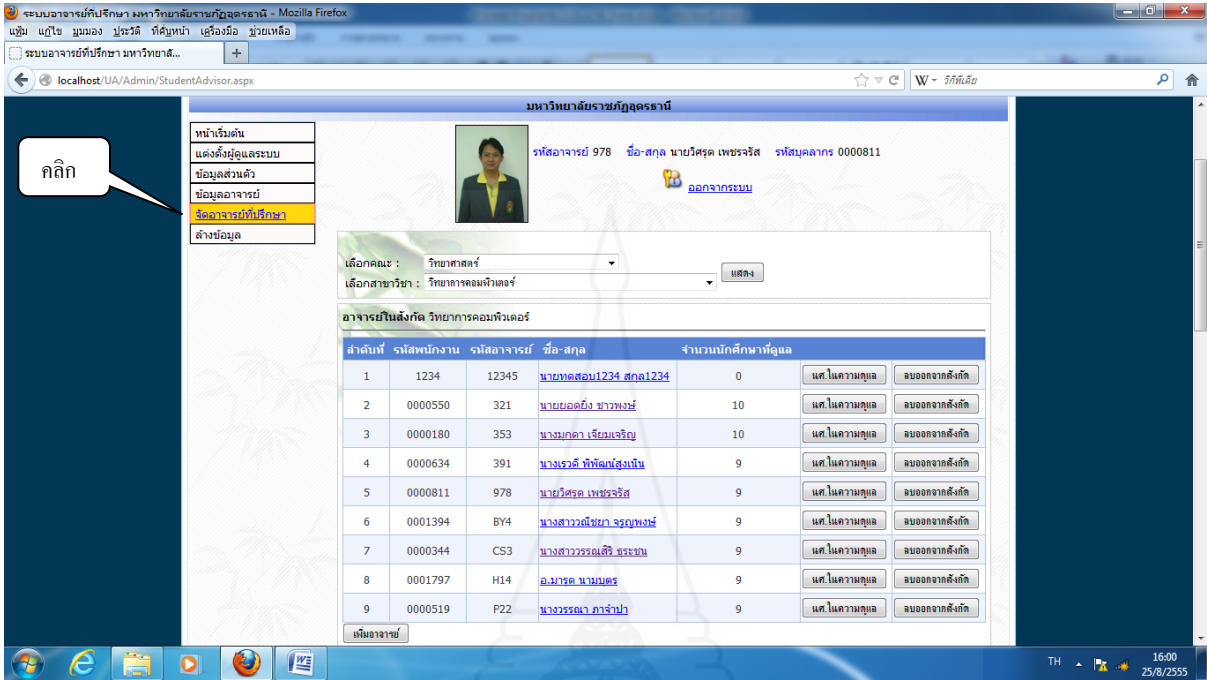 ระบบอาจารย์ที่ปรึกษา มหาวิทยาลัยราชภัฏอุดรธานี - Mozilla Firefox
แฟ้ม แก้ไข มุมมอง ประวัติ ที่คั่นหน้า เครื่องมือ ช่วยเหลือ
ระบบอาจารย์ที่ปรึกษา มหาวิทยาลั... +
localhost/UA/Admin/StudentAdvisor.aspx W วิกิพีเดีย
มหาวิทยาลัยราชภัฏอุดรธานี
หน้าเริ่มต้น
แต่งตั้งผู้ดูแลระบบ
ข้อมูลส่วนตัว
ข้อมูลอาจารย์
จัดอาจารย์ที่ปรึกษา
ล้างข้อมูล
คลิก
รหัสอาจารย์ 978 ชื่อ-สกุล นายวิศรุต เพชรจรัส รหัสบุคลากร 0000811
ออกจากระบบ
เลือกคณะ : วิทยาศาสตร์
เลือกสาขาวิชา : วิทยาการคอมพิวเตอร์
แสดง
อาจารย์ในสังกัด วิทยาการคอมพิวเตอร์
ลำดับที่ รหัสพนักงาน รหัสอาจารย์ ชื่อ-สกุล จำนวนนักศึกษาที่ดูแล
1 1234 12345 นายทดสอบ1234 สกุล1234 0 นศ.ในความดูแล ลบออกจากสังกัด
2 0000550 321 นายยอดยิ่ง ชาวพงษ์ 10 นศ.ในความดูแล ลบออกจากสังกัด
3 0000180 353 นางมุกดา เจียมเจริญ 10 นศ.ในความดูแล ลบออกจากสังกัด
4 0000634 391 นางเรวดี พิพัฒน์สูงเนิน 9 นศ.ในความดูแล ลบออกจากสังกัด
5 0000811 978 นายวิศรุต เพชรจรัส 9 นศ.ในความดูแล ลบออกจากสังกัด
6 0001394 BY4 นางสาววณิชยา จรูญพงษ์ 9 นศ.ในความดูแล ลบออกจากสังกัด
7 0000344 CS3 นางสาววรรณสิริ ธุระชน 9 นศ.ในความดูแล ลบออกจากสังกัด
8 0001797 H14 อ.มารุต นามบุตร 9 นศ.ในความดูแล ลบออกจากสังกัด
9 0000519 P22 นางวรรณา ภาจำปา 9 นศ.ในความดูแล ลบออกจากสังกัด
เพิ่มอาจารย์
TH 16:00
25/8/2555